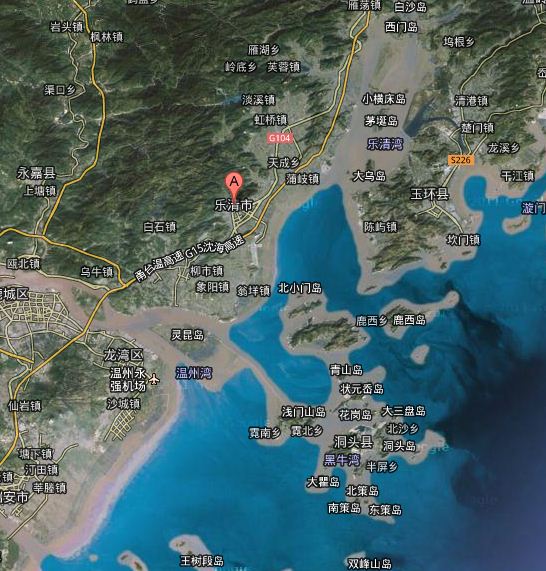 雁荡镇
白沙岛
岩头镇
枫林镇
西门岛
雁湖乡
坞根乡
岭底乡
芙蓉镇
渠口乡
淡溪镇
小横床岛
清港镇
虹桥镇
茅埏岛
楚门镇
G104
乐清湾
龙溪乡
天成乡
S226
永嘉县
上塘镇
蒲岐镇
大乌岛
干江镇
A
玉环县
乐清市
漩门
白石镇
陈屿镇
坎门镇
甬台温高速
G15沈海高速
瓯北镇
乌牛镇
柳市镇
象阳镇
翁垟镇
北小门岛
鹿城区
灵昆岛
鹿西乡
鹿西岛
龙湾区
温州永
强机场
温州湾
青山岛
状元岙岛
仙岩镇
沙城镇
浅门山岛
花岗岛
大三盘岛
霓南乡
霓北乡
北沙乡
洞头县
洞头岛
塘下镇
汀田镇
黑牛湾
半屏乡
莘塍镇
大瞿岛
北策岛
南策岛
东策岛
王树段岛
双峰山岛